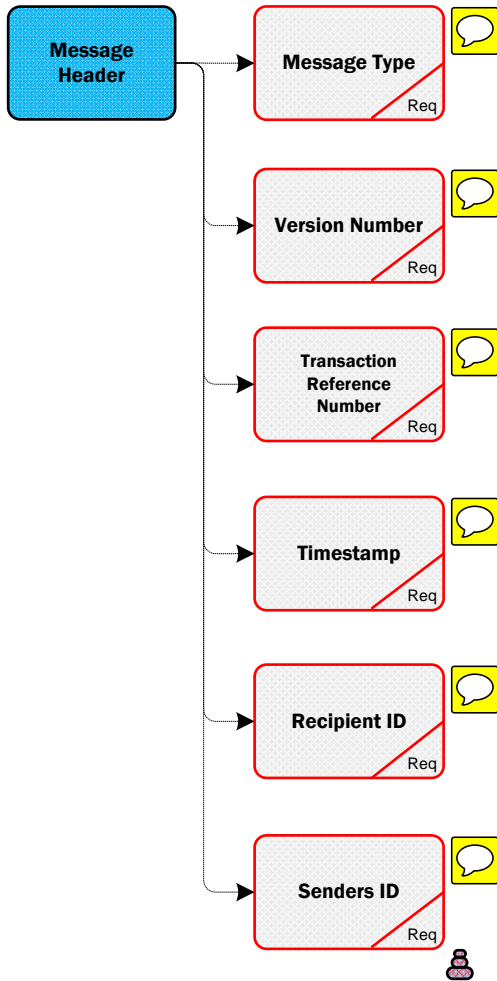 Message
Header
Message Type
Req
Version Number
Req
Transaction
Reference
Number
Req
Timestamp
Req
Recipient ID
Req
Senders ID
Req